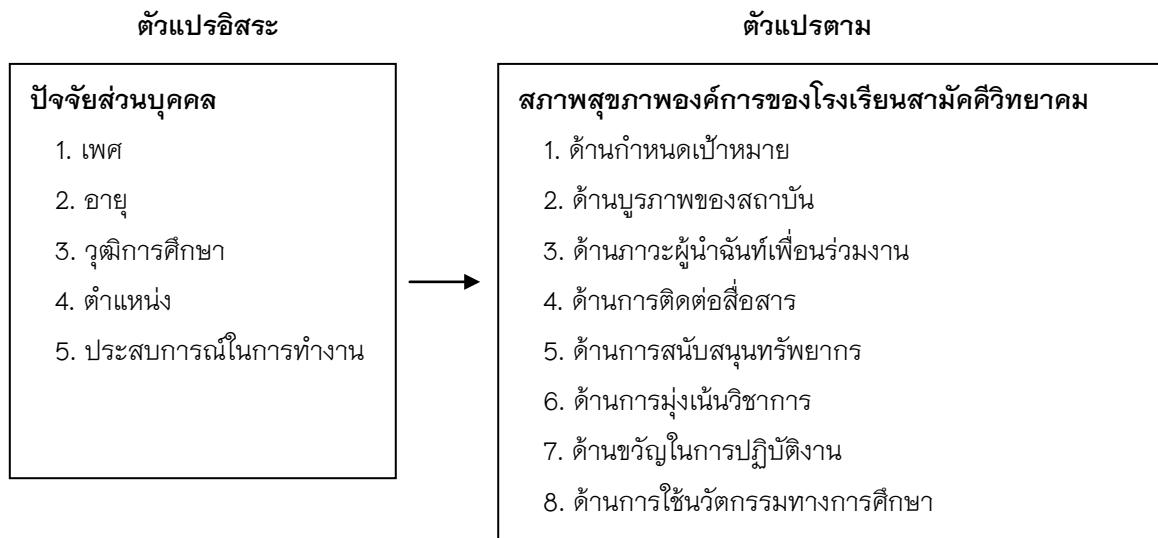 ตัวแปรอิสระ
ตัวแปรตาม
ปัจจัยส่วนบุคคล
1. เพศ
2. อายุ
3. วุฒิการศึกษา
4. ตำแหน่ง
5. ประสบการณ์ในการทำงาน
สภาพสุขภาพองค์การของโรงเรียนสามัคคีวิทยาคม
1. ด้านกำหนดเป้าหมาย
2. ด้านบูรภาพของสถาบัน
3. ด้านภาวะผู้นำฉันท์เพื่อนร่วมงาน
4. ด้านการติดต่อสื่อสาร
5. ด้านการสนับสนุนทรัพยากร
6. ด้านการมุ่งเน้นวิชาการ
7. ด้านขวัญในการปฏิบัติงาน
8. ด้านการใช้นวัตกรรมทางการศึกษา